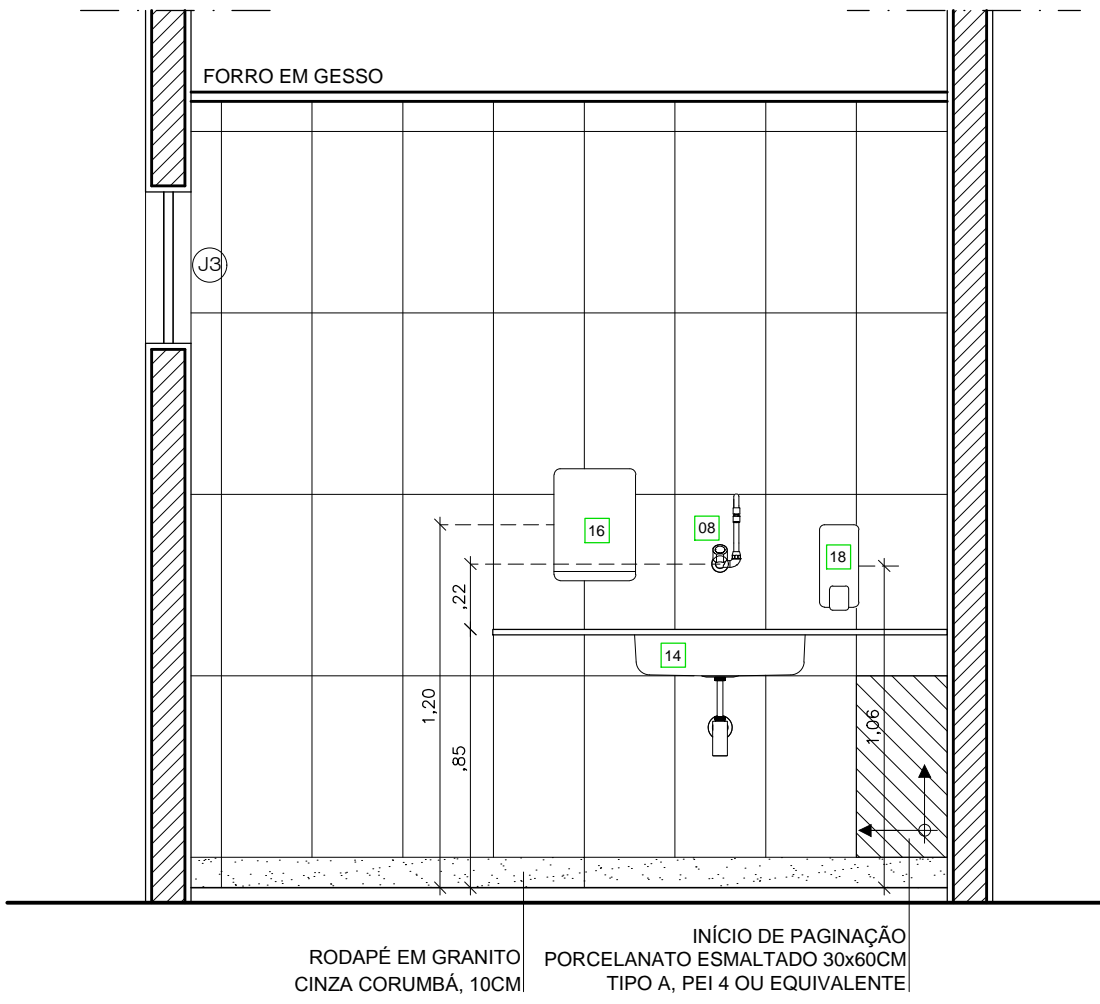 FORRO EM GESSO
J3
16
08
18
,22
14
1,20
,85
1,06
RODAPÉ EM GRANITO
CINZA CORUMBÁ, 10CM
INÍCIO DE PAGINAÇÃO
PORCELANATO ESMALTADO 30x60CM
TIPO A, PEI 4 OU EQUIVALENTE